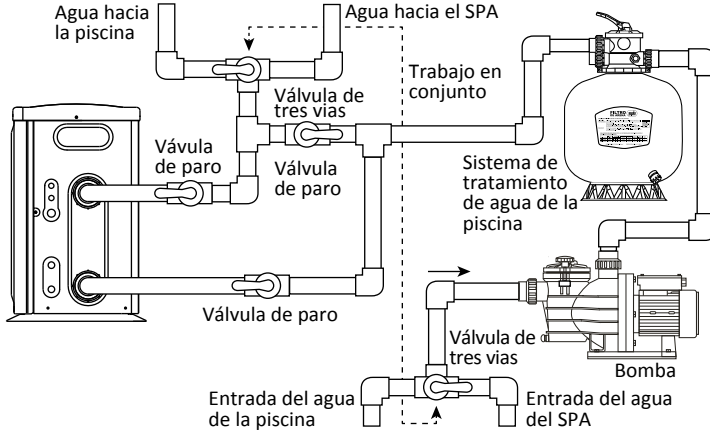 Agua hacia
la piscina
Agua hacia el SPA
Trabajo en
conjunto
Válvula de
tres vias
Vávula
de paro
Válvula
de paro
FILTRO
Sistema de
tratamiento
de agua de la
piscina
Válvula de paro
Válvula de
tres vias
Bomba
Entrada del agua
de la piscina
Entrada del agua
del SPA